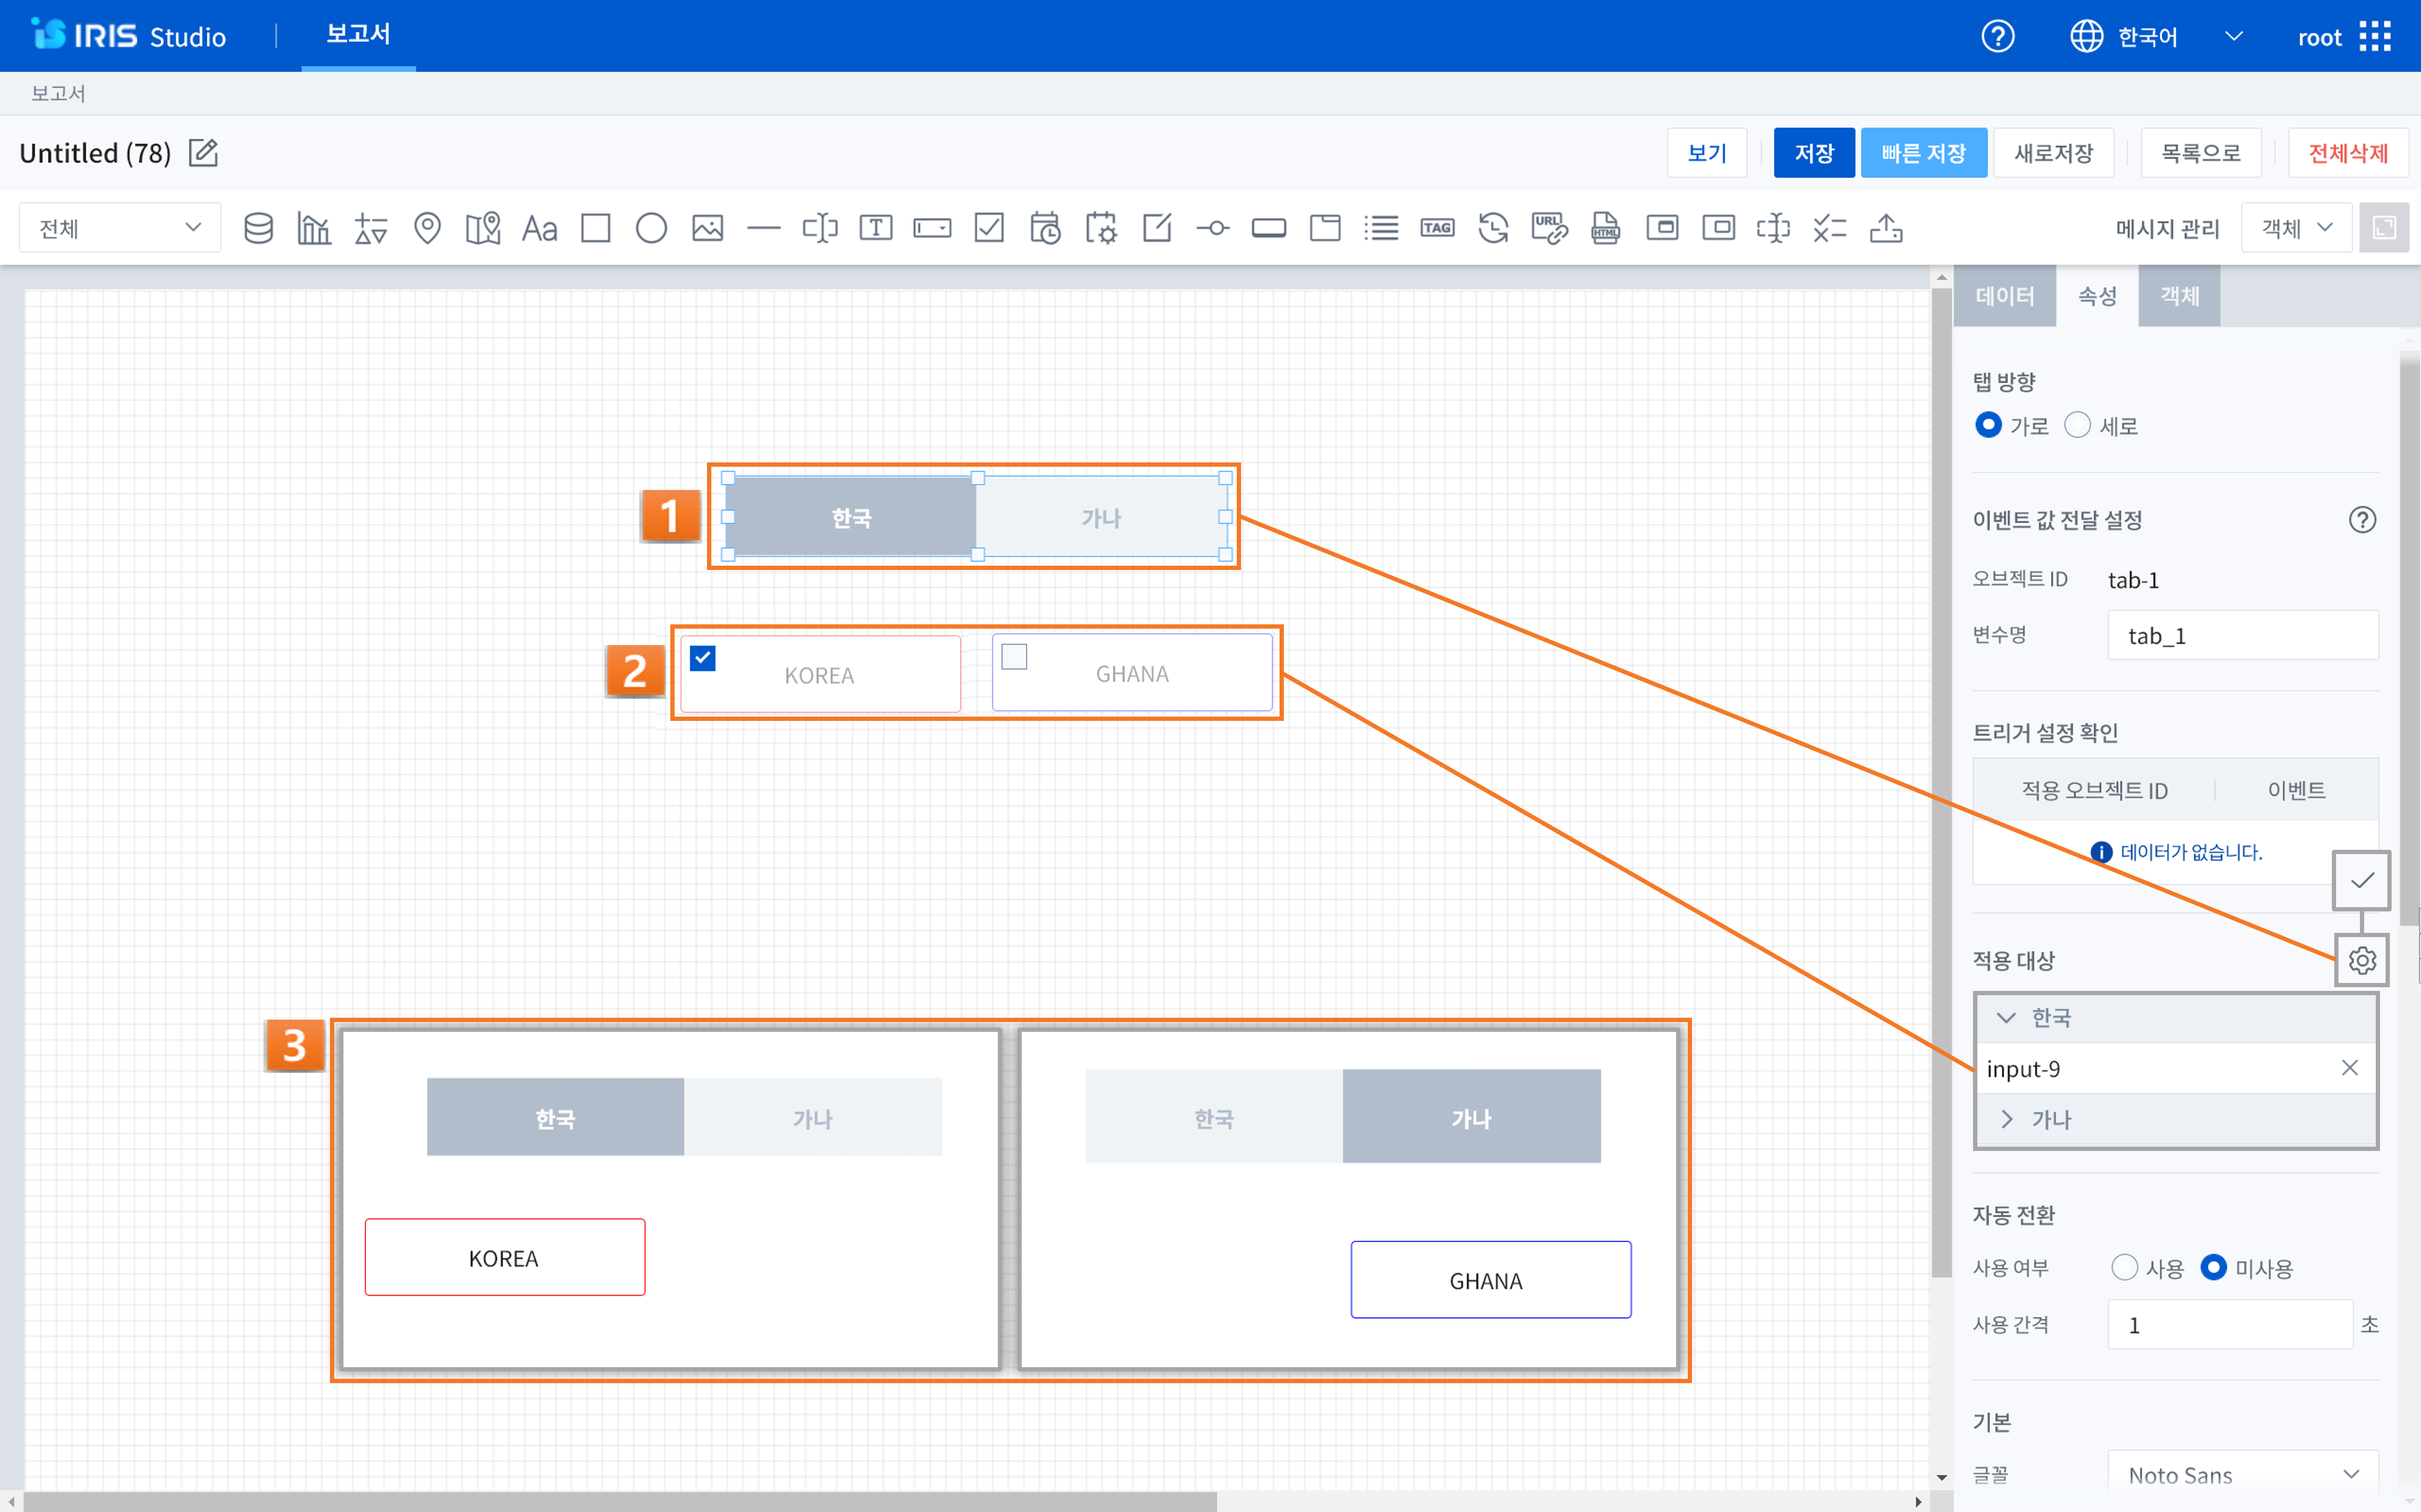 IRIS Studio
보고서
한국어
root
보고서
Untitled (78)
보기
저장
빠른 저장
새로저장
목록으로
전체삭제
전체
Aa
T
TAG
URL
HTML
메시지 관리
객체
데이터
속성
객체
탭 방향
가로
세로
1
한국
가나
이벤트 값 전달 설정
오브젝트 ID
tab-1
변수명
tab_1
2
KOREA
GHANA
트리거 설정 확인
적용 오브젝트 ID
이벤트
데이터가 없습니다.
적용 대상
한국
input-9
가나
3
한국
가나
한국
가나
KOREA
GHANA
자동 전환
사용 여부
사용
미사용
사용 간격
1
초
기본
글꼴
Noto Sans